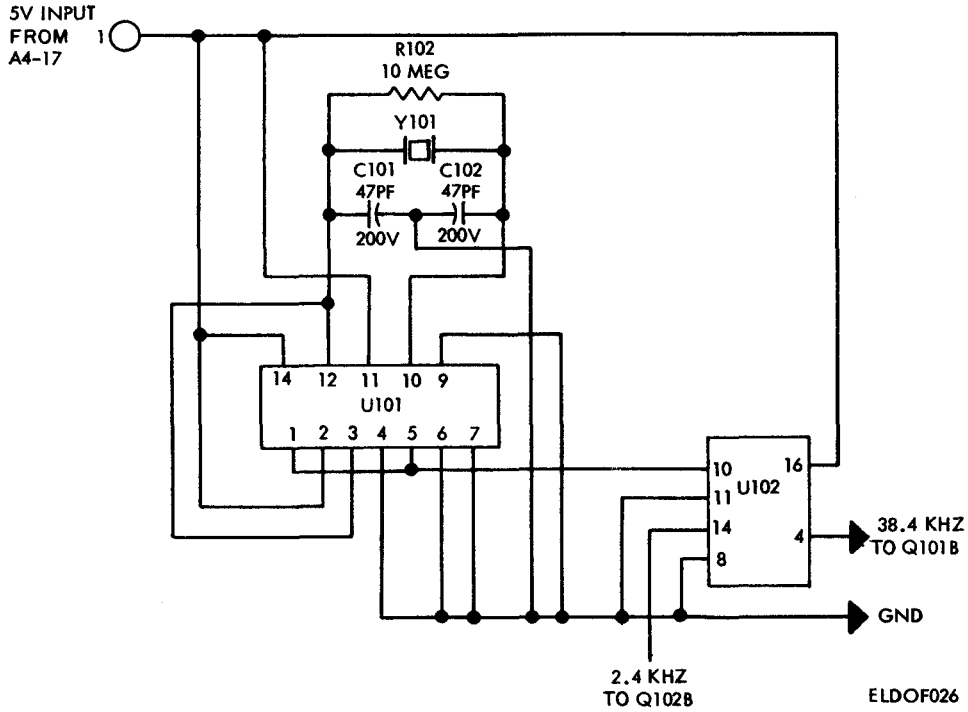 5V INPUT
FROM 1
A4-17
R102
10 MEG
Y101
C101 C102
47PF 47PF
200V 200V
14 12 11 10 9
U101
1 2 3 4 5 6 7
10 16
U102
11
14 4
8
38.4 KHZ
TO Q101B
GND
2.4 KHZ
TO Q102B
ELDOF026